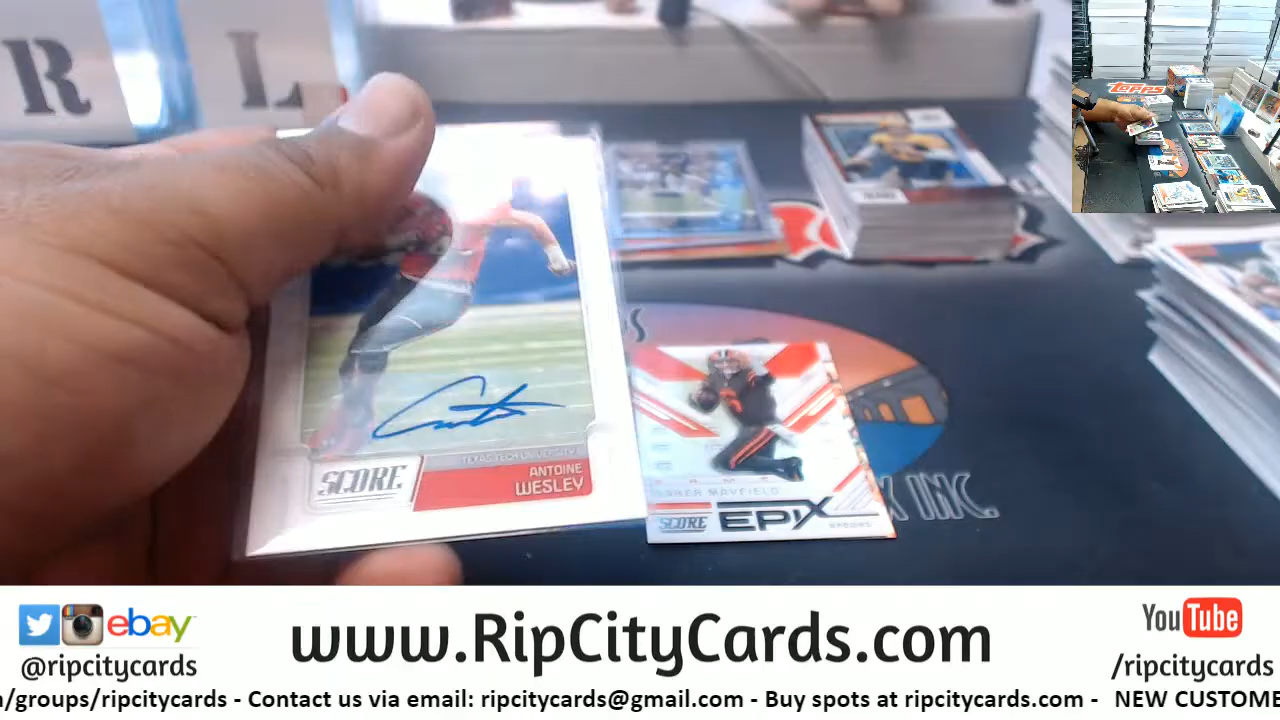 R L
Topps
TEXAS TECH UNIVERSITY
ANTOINE
WESLEY
SCORE
BAKER MAYFIELD
SCORE EPIX BROWNS
INC.
ebay
@ripcitycards
www.RipCityCards.com
YouTube
/ripcitycards
/groups/ripcitycards - Contact us via email: ripcitycards@gmail.com - Buy spots at ripcitycards.com - NEW CUSTOME